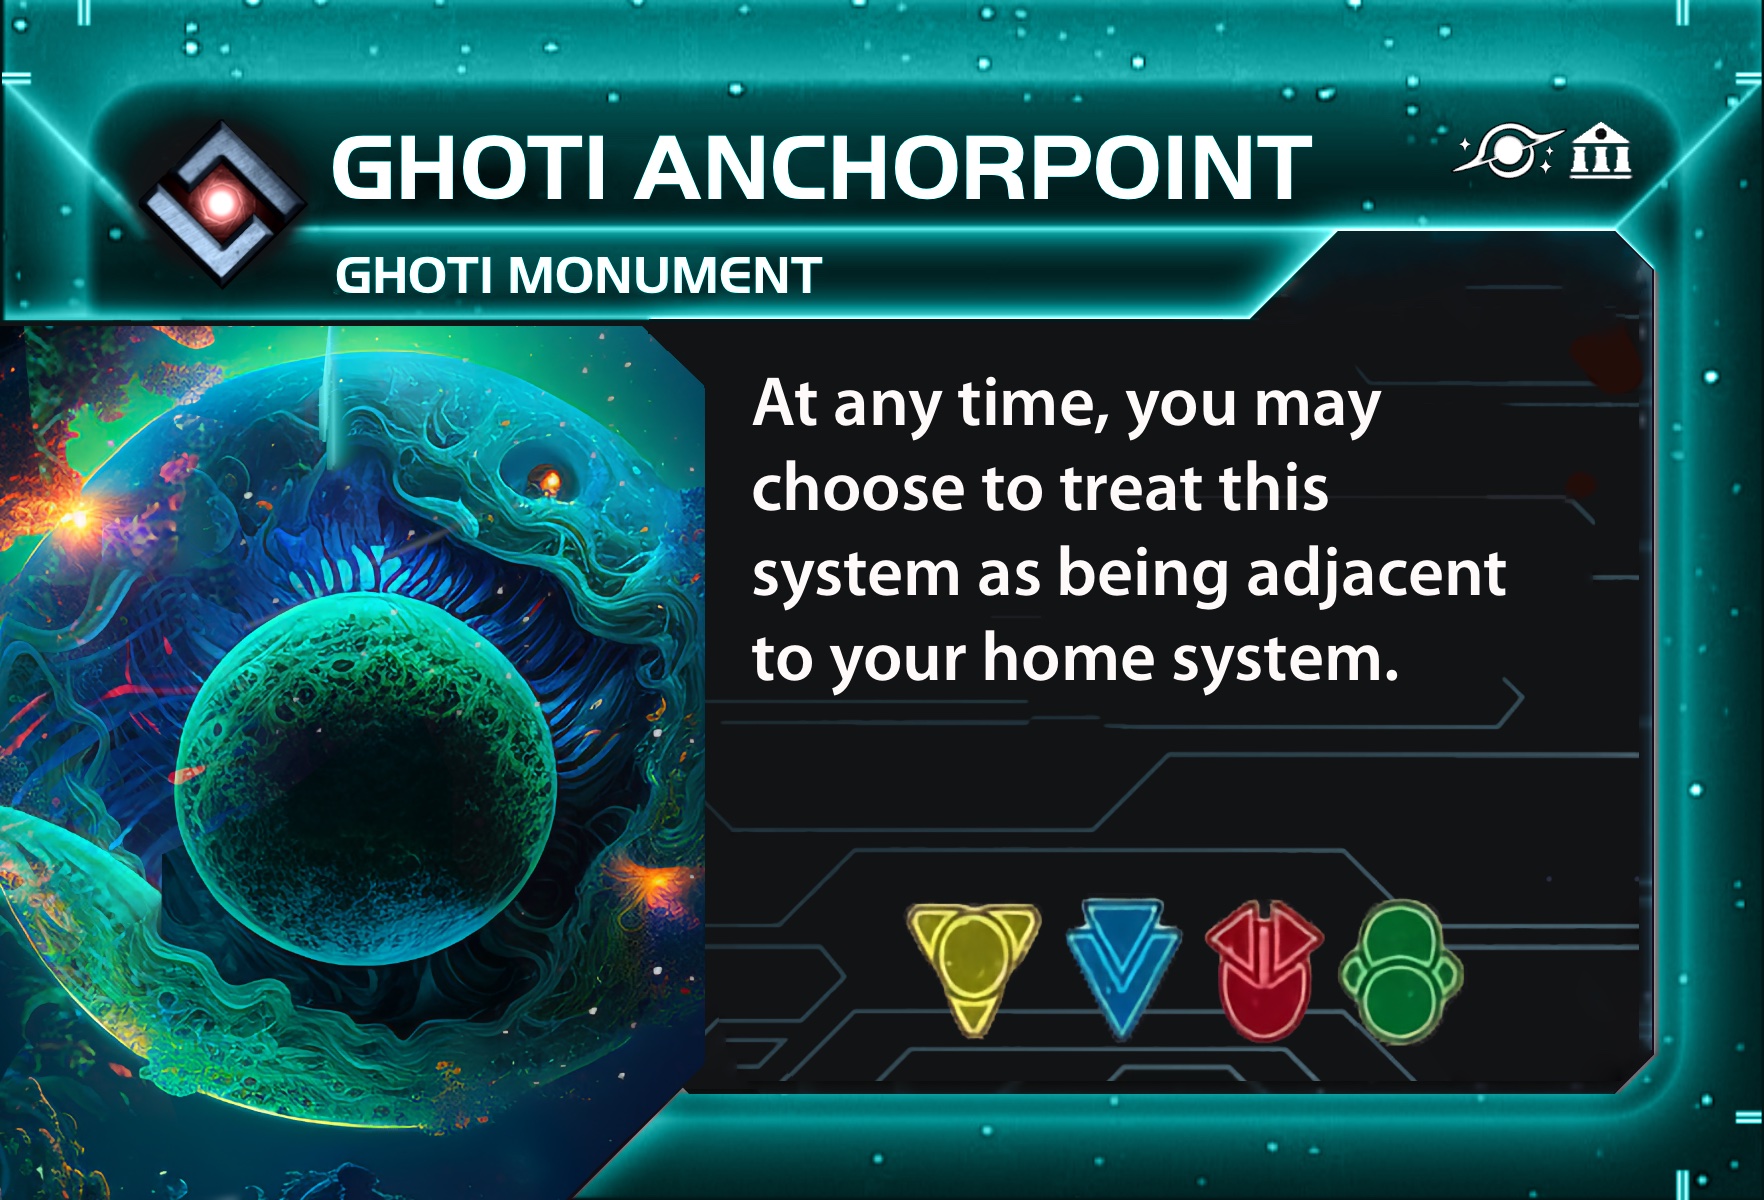 GHOTI ANCHORPOINT
GHOTI MONUMENT
At any time, you may
choose to treat this
system as being adjacent
to your home system.